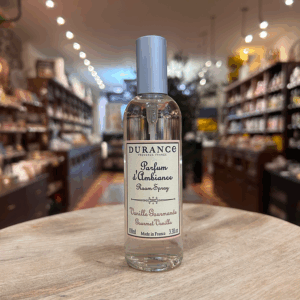 DURANCE
Parfum
d'Ambiance
Room Spray
Vanille Gourmande
Gourmet Vanilla
Made in France